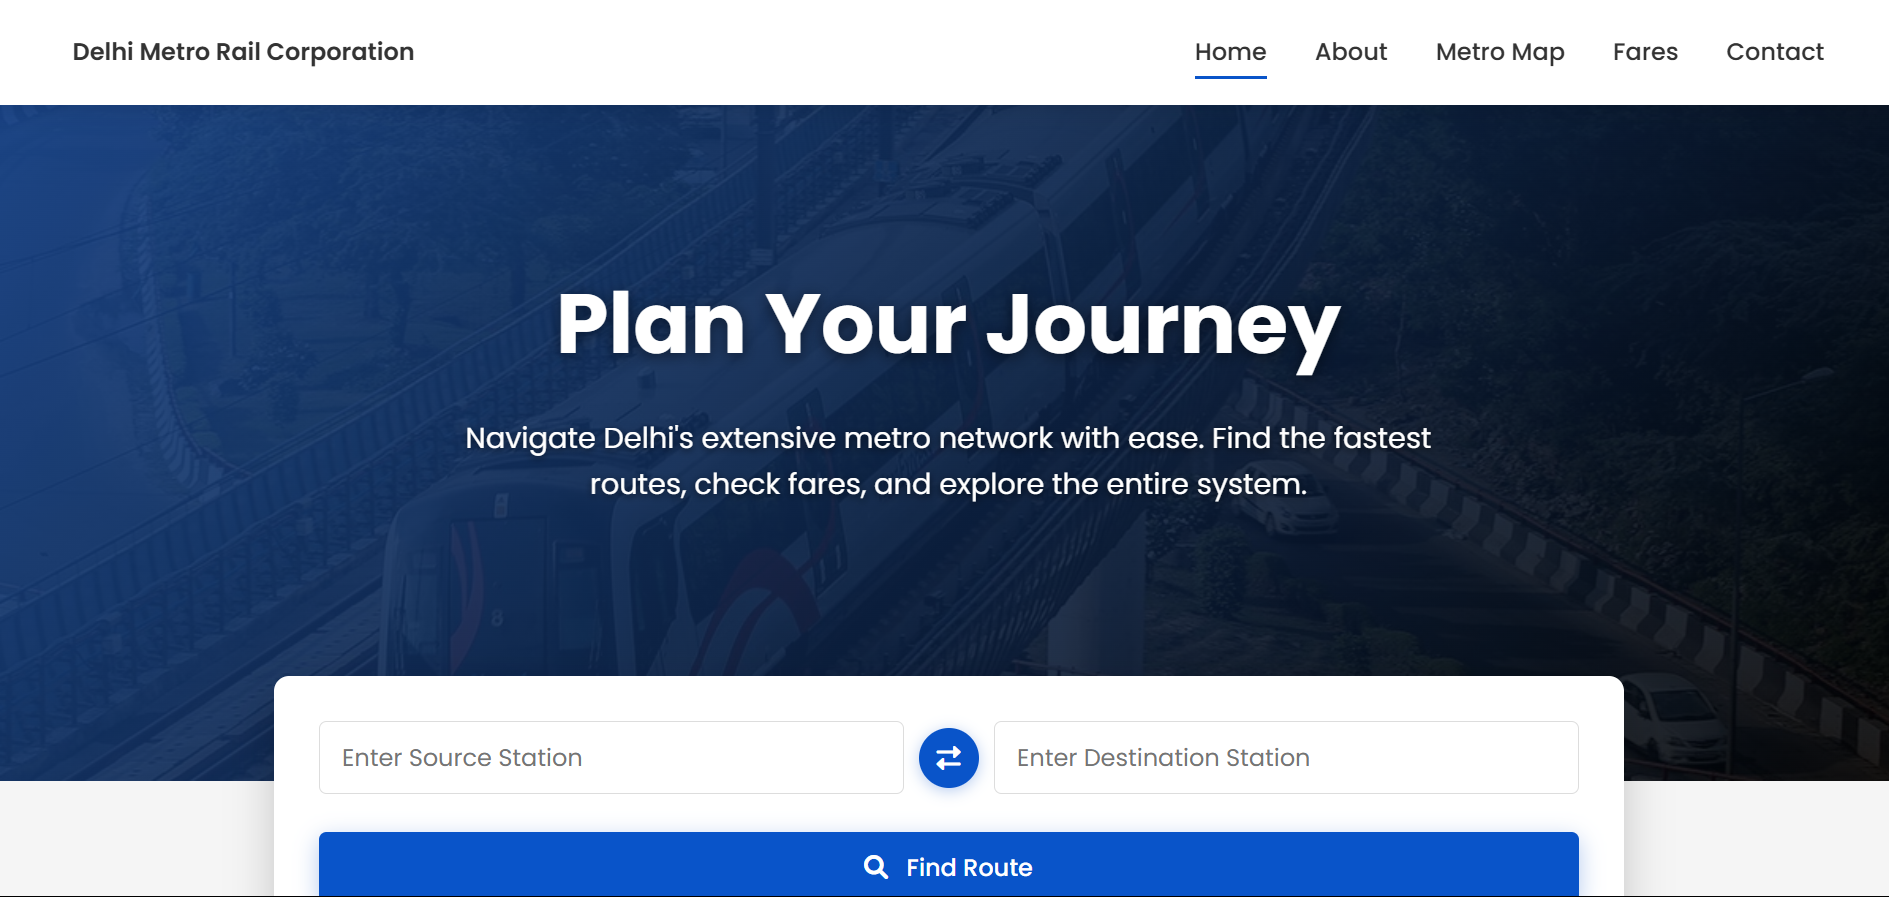 Delhi Metro Rail Corporation
Home About Metro Map Fares Contact
Plan Your Journey
Navigate Delhi's extensive metro network with ease. Find the fastest
routes, check fares, and explore the entire system.
8
Enter Source Station
Enter Destination Station
Find Route